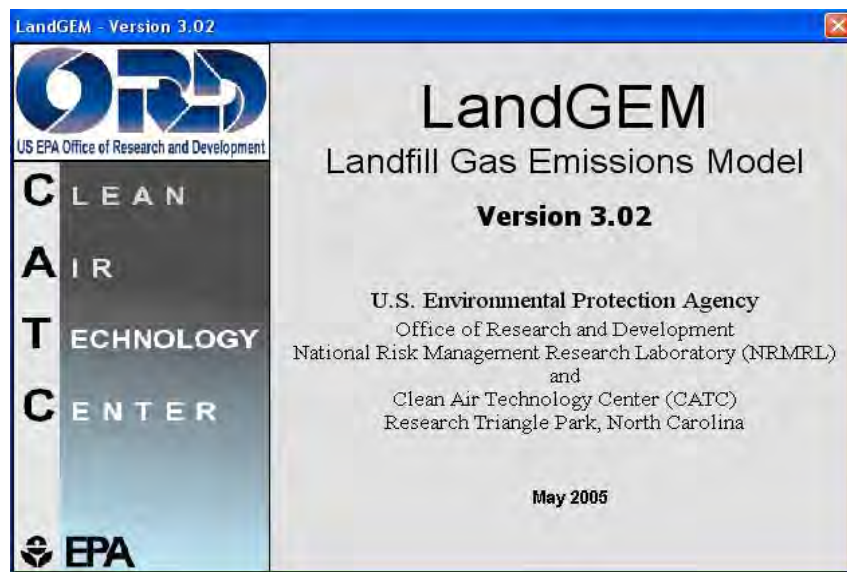 LandGEM - Version 3.02
ORD
US EPA Office of Research and Development
CLEAN
AIR
TECHNOLOGY
CENTER
EPA
LandGEM
Landfill Gas Emissions Model
Version 3.02
U.S. Environmental Protection Agency
Office of Research and Development
National Risk Management Research Laboratory (NRMRL)
and
Clean Air Technology Center (CATC)
Research Triangle Park, North Carolina
May 2005